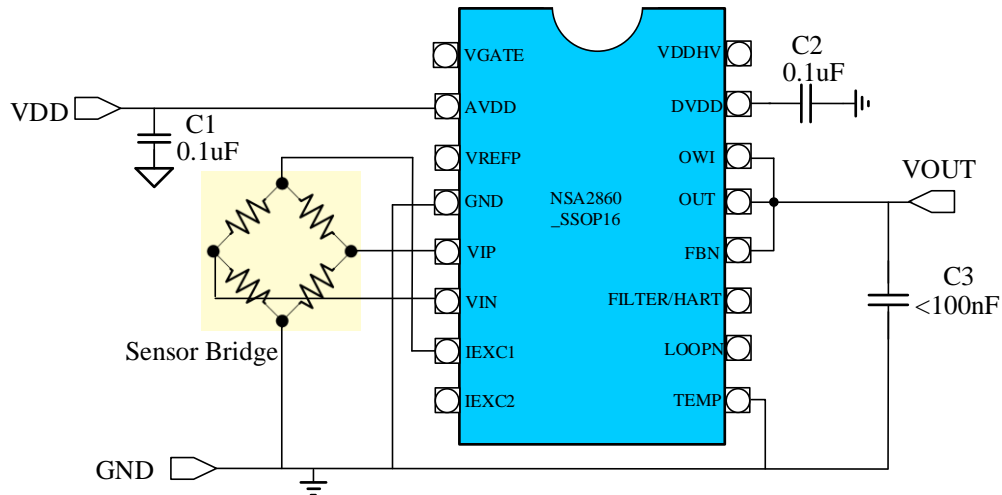 VGATE
VDDHV
C2
0.1uF
VDD
AVDD
DVDD
C1
0.1uF
VREFP
OWI
VOUT
GND
NSA2860
_SSOP16
OUT
VIP
FBN
VIN
FILTER/HART
C3
<100nF
Sensor Bridge
IEXC1
LOOPN
IEXC2
TEMP
GND